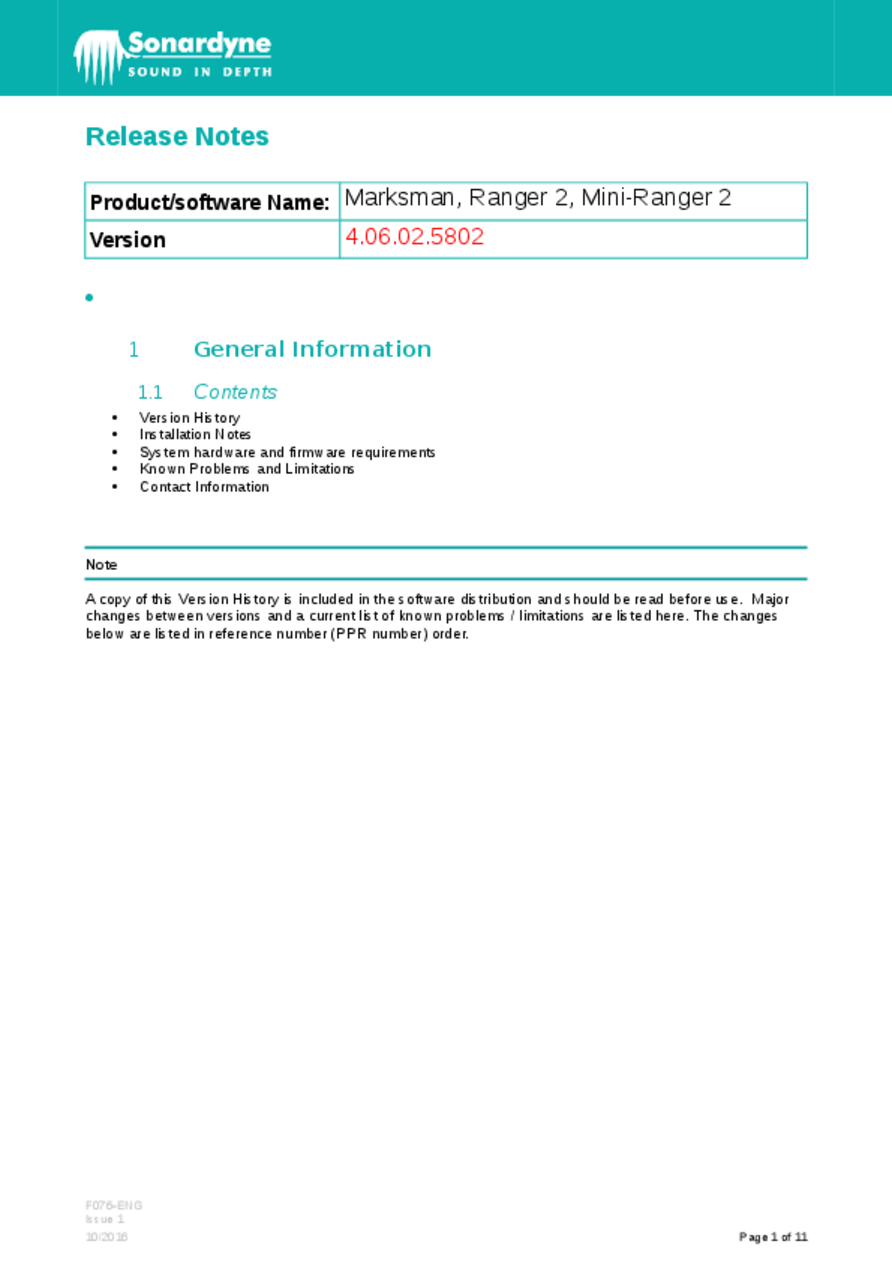 Sonardyne
SOUND IN DEPTH
Release Notes
Product/software Name: Marksman, Ranger 2, Mini-Ranger 2
Version 4.06.02.5802
•
1 General Information
1.1 Contents
• Version History
• Installation Notes
• System hardware and firmware requirements
• Known Problems and Limitations
• Contact Information
Note
A copy of this Version History is included in the software distribution and should be read before use. Major
changes between versions and a current list of known problems / limitations are listed here. The changes
below are listed in reference number (PPR number) order.
F076-ENG
Issue 1
10/2016
Page 1 of 11